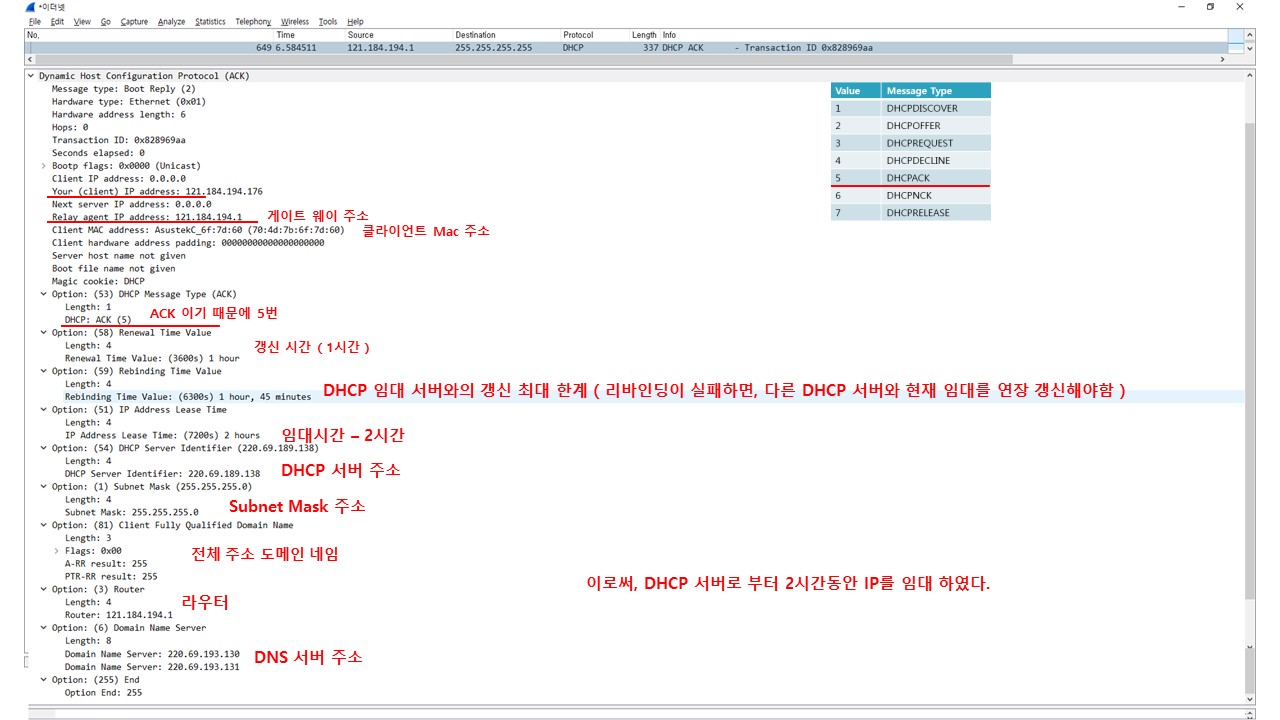 *이더넷
File Edit View Go Capture Analyze Statistics Telephony Wireless Tools Help
No. Time Source Destination Protocol Length Info
649 6.584511 121.184.194.1 255.255.255.255 DHCP 337 DHCP ACK - Transaction ID 0x828969aa
Dynamic Host Configuration Protocol (ACK)
Message type: Boot Reply (2)
Hardware type: Ethernet (0x01)
Hardware address length: 6
Hops: 0
Transaction ID: 0x828969aa
Seconds elapsed: 0
Bootp flags: 0x0000 (Unicast)
Client IP address: 0.0.0.0
Your (client) IP address: 121.184.194.176
Next server IP address: 0.0.0.0
Relay agent IP address: 121.184.194.1 게이트 웨이 주소
Client MAC address: AsustekC_6f:7d:60 (70:4d:7b:6f:7d:60) 클라이언트 Mac 주소
Client hardware address padding: 00000000000000000000
Server host name not given
Boot file name not given
Magic cookie: DHCP
Option: (53) DHCP Message Type (ACK)
Length: 1
DHCP: ACK (5) ACK 이기 때문에 5번
Option: (58) Renewal Time Value
Length: 4
Renewal Time Value: (3600s) 1 hour 갱신 시간 ( 1시간 )
Option: (59) Rebinding Time Value
Length: 4
Rebinding Time Value: (6300s) 1 hour, 45 minutes DHCP 임대 서버와의 갱신 최대 한계 ( 리바인딩이 실패하면, 다른 DHCP 서버와 현재 임대를 연장 갱신해야함 )
Option: (51) IP Address Lease Time
Length: 4
IP Address Lease Time: (7200s) 2 hours 임대시간 – 2시간
Option: (54) DHCP Server Identifier (220.69.189.138)
Length: 4
DHCP Server Identifier: 220.69.189.138 DHCP 서버 주소
Option: (1) Subnet Mask (255.255.255.0)
Length: 4
Subnet Mask: 255.255.255.0 Subnet Mask 주소
Option: (81) Client Fully Qualified Domain Name
Length: 3
Flags: 0x00 전체 주소 도메인 네임
A-RR result: 255
PTR-RR result: 255
Option: (3) Router
Length: 4 라우터
Router: 121.184.194.1
Option: (6) Domain Name Server
Length: 8
Domain Name Server: 220.69.193.130 DNS 서버 주소
Domain Name Server: 220.69.193.131
Option: (255) End
Option End: 255
Value Message Type
1 DHCPDISCOVER
2 DHCPOFFER
3 DHCPREQUEST
4 DHCPDECLINE
5 DHCPACK
6 DHCPNCK
7 DHCPRELEASE
이로써, DHCP 서버로 부터 2시간동안 IP를 임대 하였다.